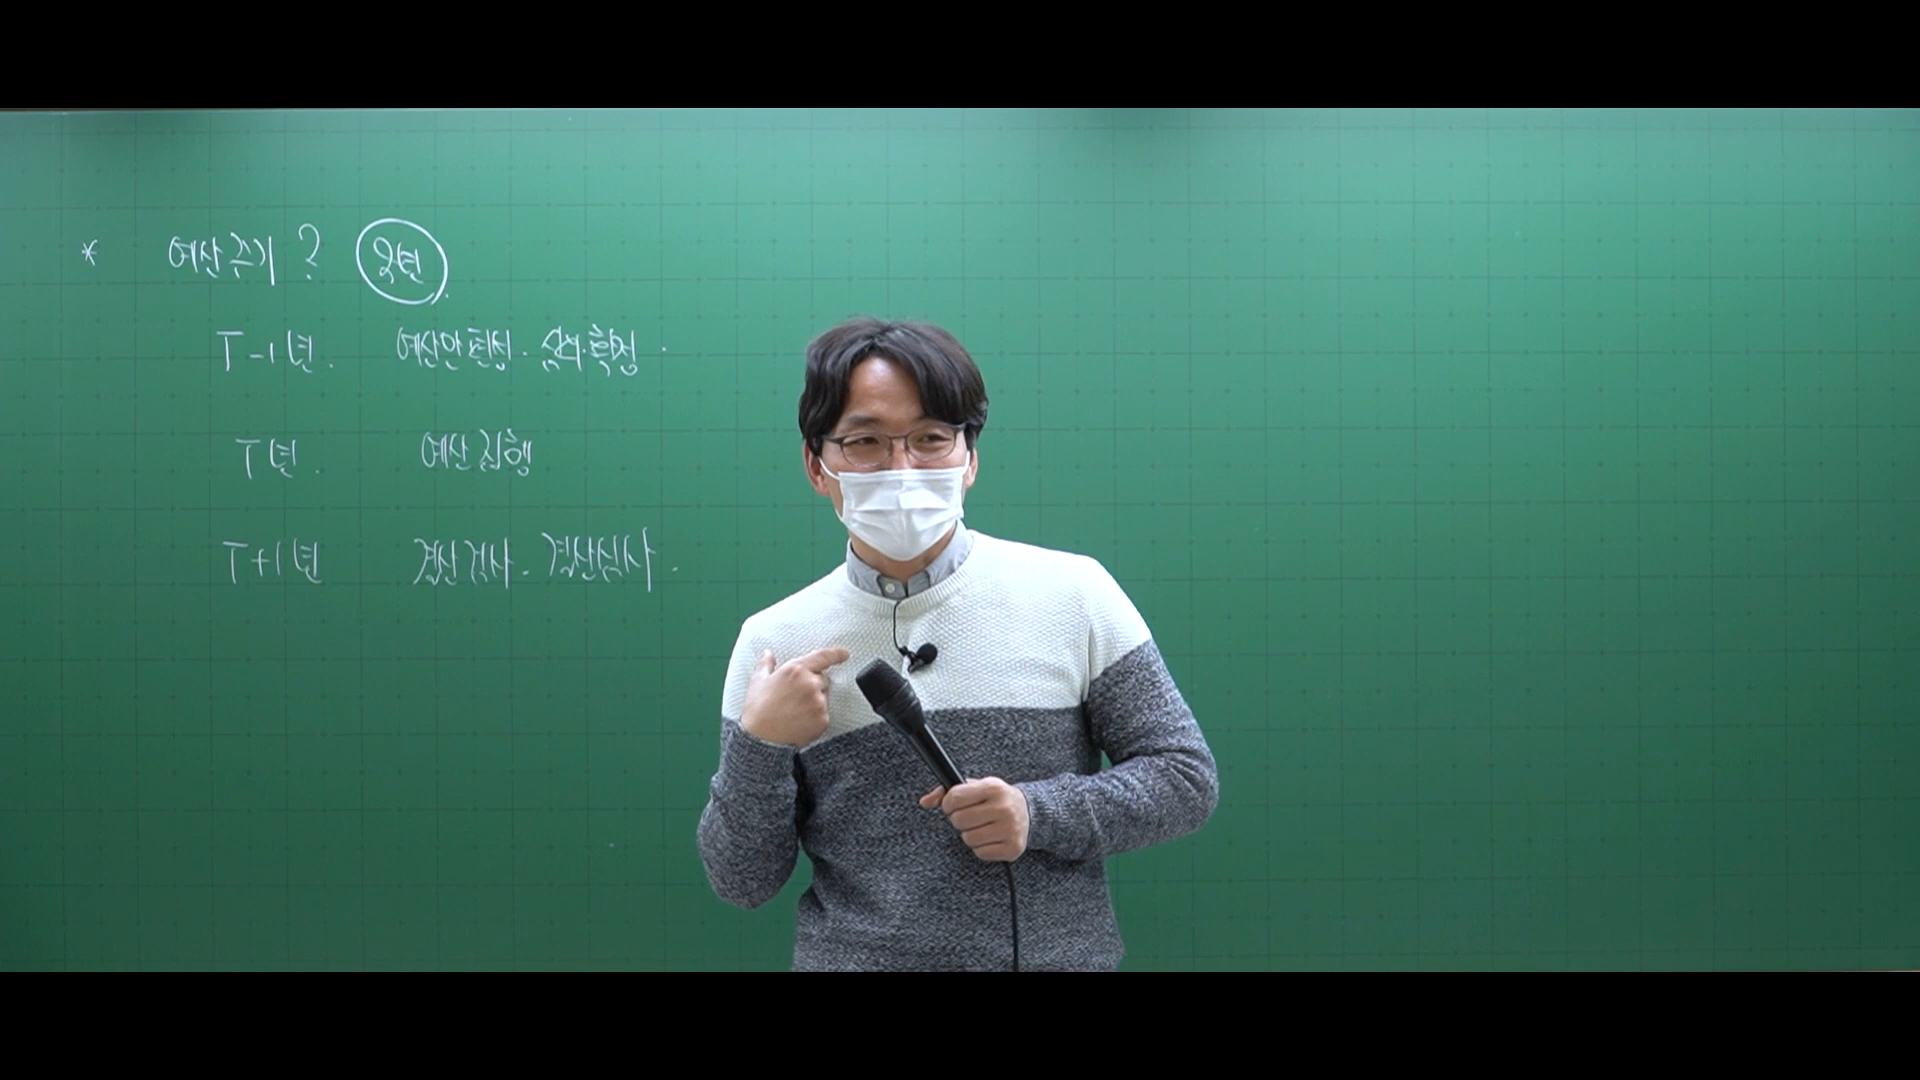 * 예산주기 ? 3년
T-1년. 예산안편성. 심의·확정.
T년. 예산집행
T+1년 결산검사. 결산심사.